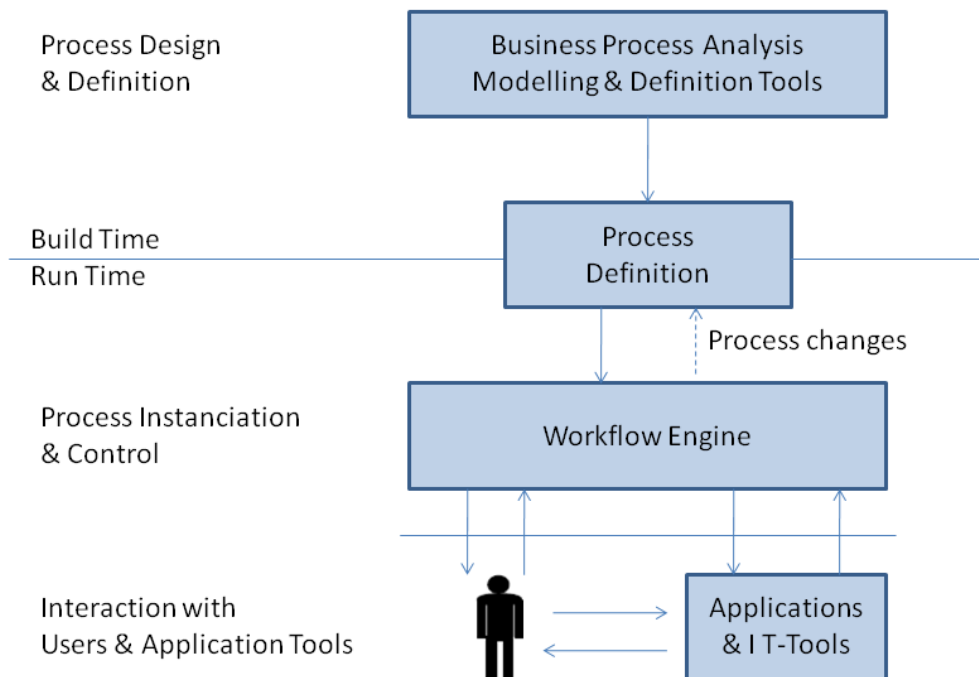 Process Design
& Definition
Business Process Analysis
Modelling & Definition Tools
Build Time
Run Time
Process
Definition
Process changes
Process Instanciation
& Control
Workflow Engine
Interaction with
Users & Application Tools
Applications
& I T-Tools